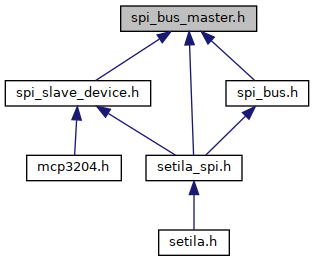 spi_bus_master.h
spi_slave_device.h
spi_bus.h
mcp3204.h
setila_spi.h
setila.h